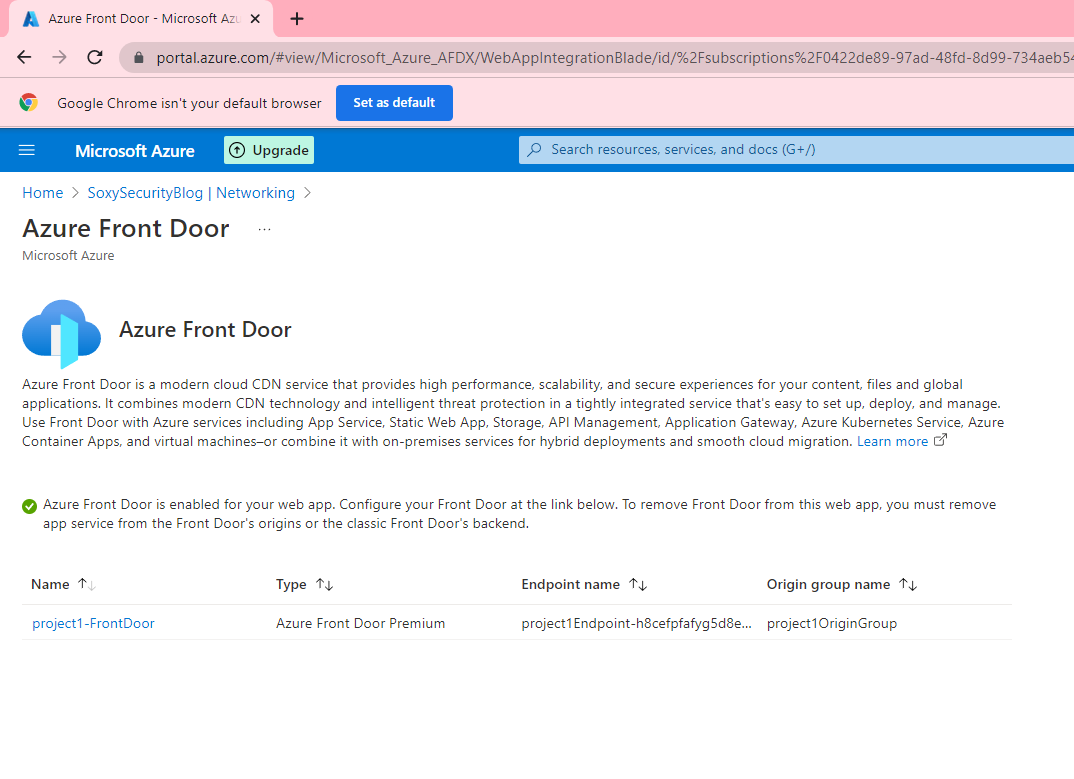 Azure Front Door - Microsoft Azu
portal.azure.com/#view/Microsoft_Azure_AFDX/WebAppIntegrationBlade/id/%2Fsubscriptions%2F0422de89-97ad-48fd-8d99-734aeb54
Google Chrome isn't your default browser
Set as default
Microsoft Azure
Upgrade
Search resources, services, and docs (G+/)
Home > SoxySecurityBlog | Networking >
Azure Front Door ...
Microsoft Azure
Azure Front Door
Azure Front Door is a modern cloud CDN service that provides high performance, scalability, and secure experiences for your content, files and global
applications. It combines modern CDN technology and intelligent threat protection in a tightly integrated service that's easy to set up, deploy, and manage.
Use Front Door with Azure services including App Service, Static Web App, Storage, API Management, Application Gateway, Azure Kubernetes Service, Azure
Container Apps, and virtual machines–or combine it with on-premises services for hybrid deployments and smooth cloud migration. Learn more
Azure Front Door is enabled for your web app. Configure your Front Door at the link below. To remove Front Door from this web app, you must remove
app service from the Front Door's origins or the classic Front Door's backend.
Name ↑↓ Type ↑↓ Endpoint name ↑↓ Origin group name ↑↓
project1-FrontDoor Azure Front Door Premium project1Endpoint-h8cefpfafyg5d8e... project1OriginGroup